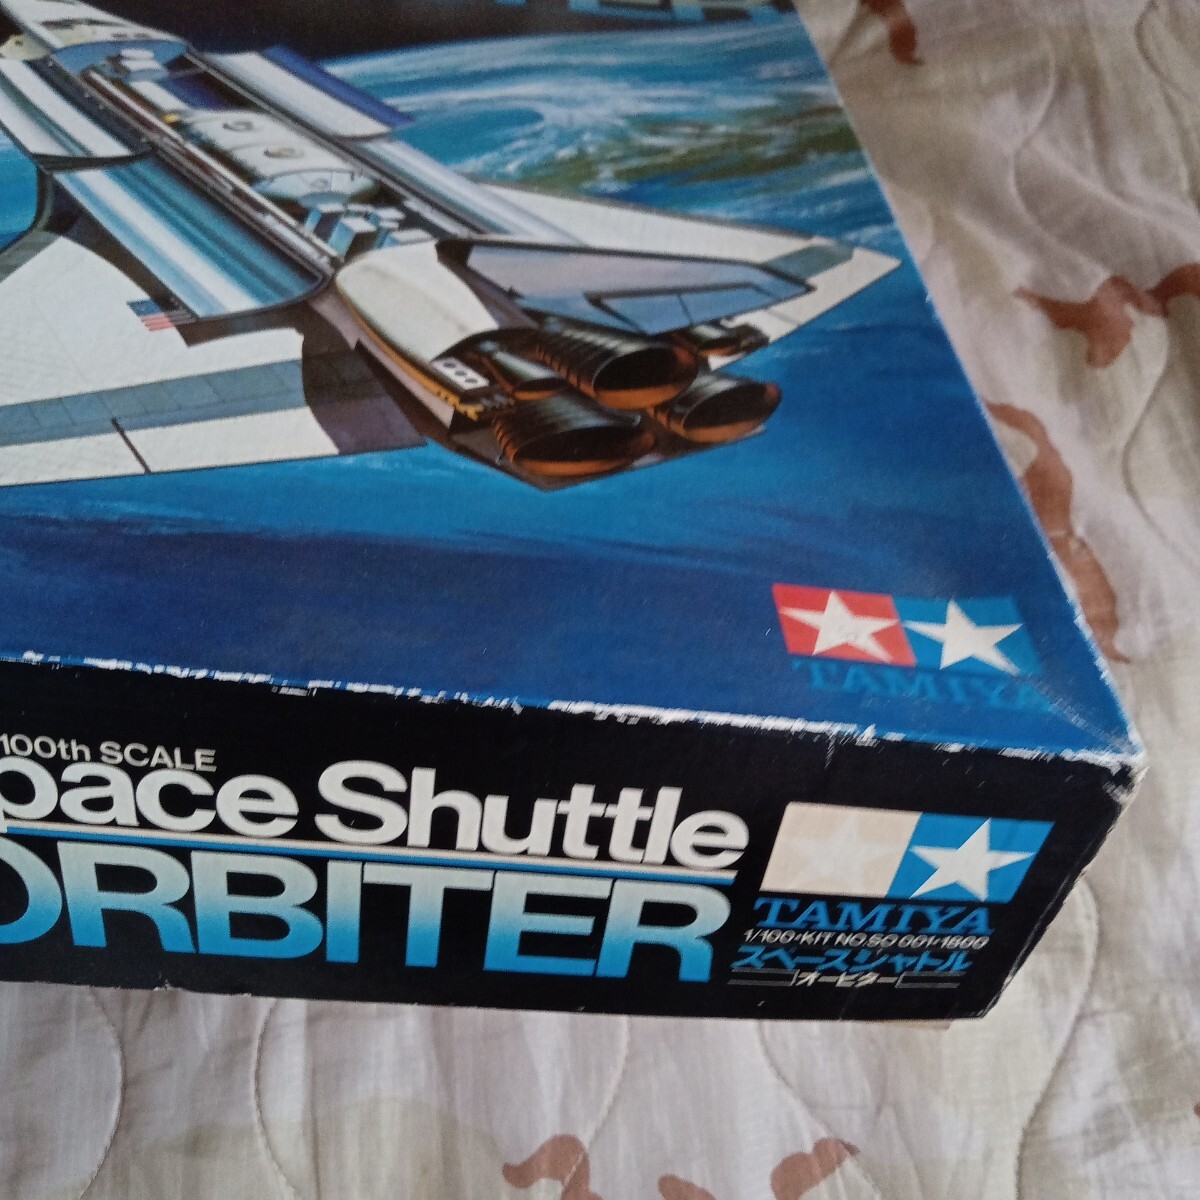 TAMIYA
100th SCALE
pace Shuttle
ORBITER
TAMIYA
1/100・KIT NO.SO 001・1800
スペースシャトル
オービター